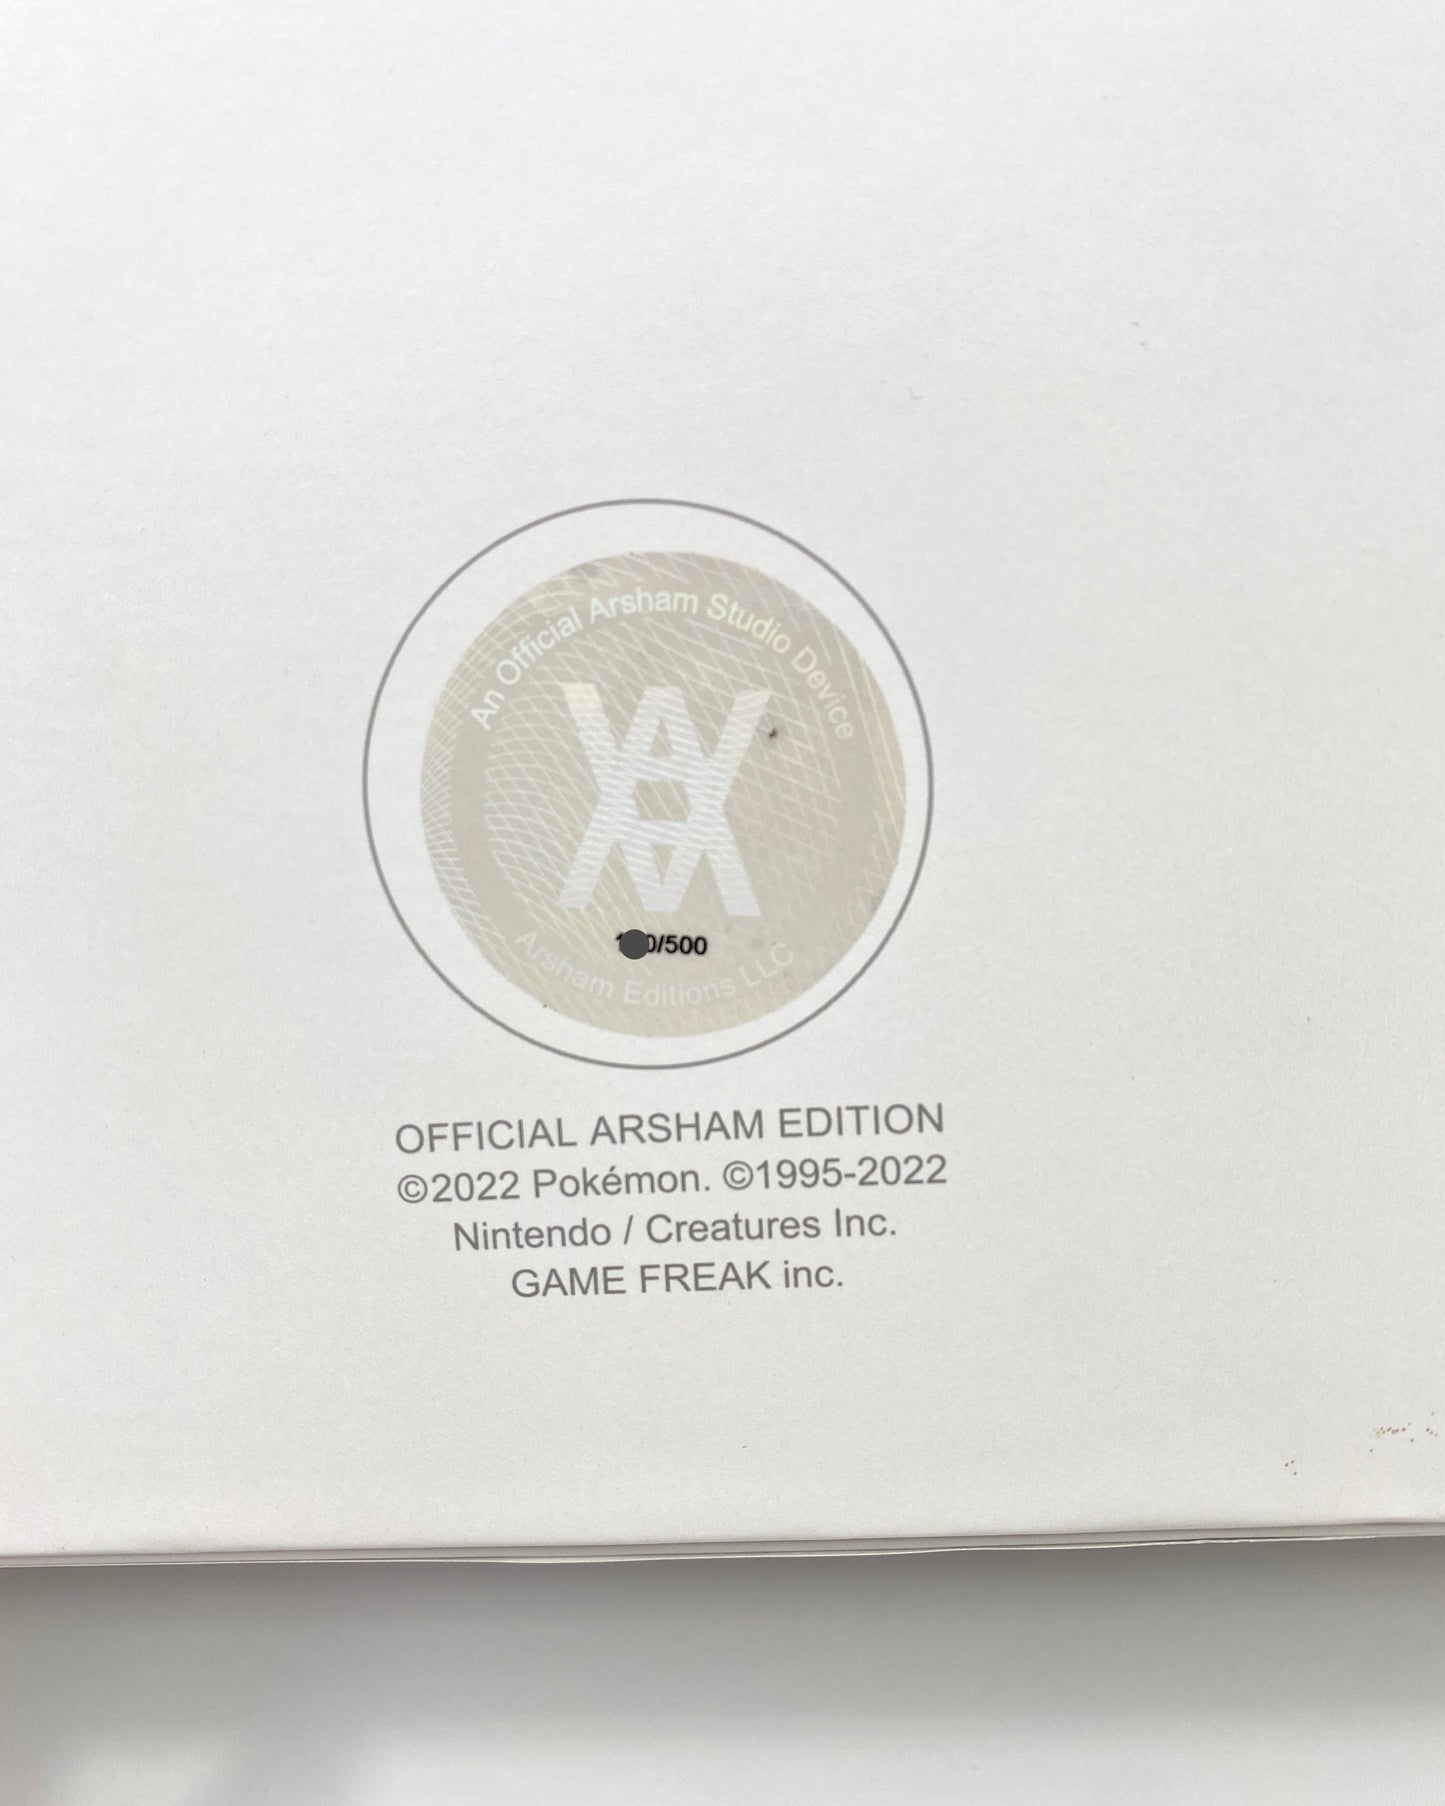 An Official Arsham Studio Device
/500
Arsham Editions LLC
OFFICIAL ARSHAM EDITION
©2022 Pokémon. ©1995-2022
Nintendo / Creatures Inc.
GAME FREAK inc.